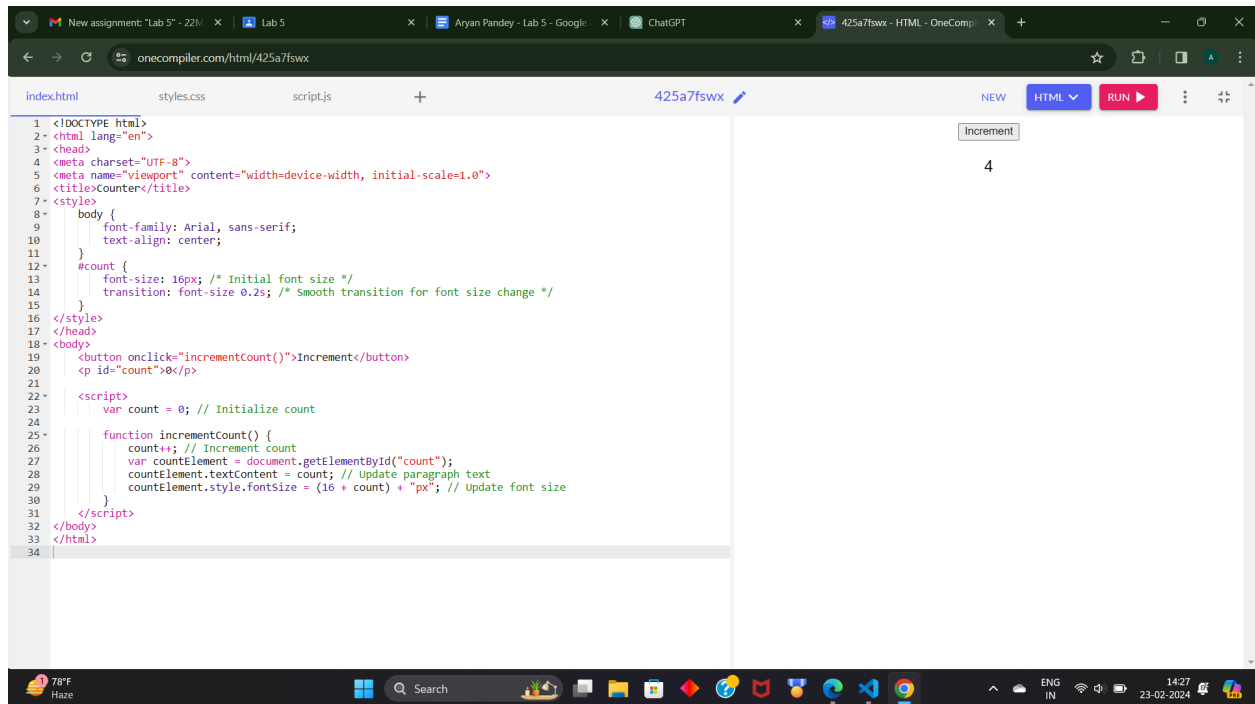 New assignment: "Lab 5" - 22M
Lab 5
Aryan Pandey - Lab 5 - Google
ChatGPT
425a7fswx - HTML - OneCompi
onecompiler.com/html/425a7fswx
A
index.html styles.css script.js + 425a7fswx NEW HTML RUN
1 <!DOCTYPE html>
2 <html lang="en">
3 <head>
4 <meta charset="UTF-8">
5 <meta name="viewport" content="width=device-width, initial-scale=1.0">
6 <title>Counter</title>
7 <style>
8 body {
9 font-family: Arial, sans-serif;
10 text-align: center;
11 }
12 #count {
13 font-size: 16px; /* Initial font size */
14 transition: font-size 0.2s; /* Smooth transition for font size change */
15 }
16 </style>
17 </head>
18 <body>
19 <button onclick="incrementCount()">Increment</button>
20 <p id="count">0</p>
21
22 <script>
23 var count = 0; // Initialize count
24
25 function incrementCount() {
26 count++; // Increment count
27 var countElement = document.getElementById("count");
28 countElement.textContent = count; // Update paragraph text
29 countElement.style.fontSize = (16 + count) + "px"; // Update font size
30 }
31 </script>
32 </body>
33 </html>
34
Increment
4
1
78°F
Haze
Search
ENG
IN
14:27
23-02-2024
PRE